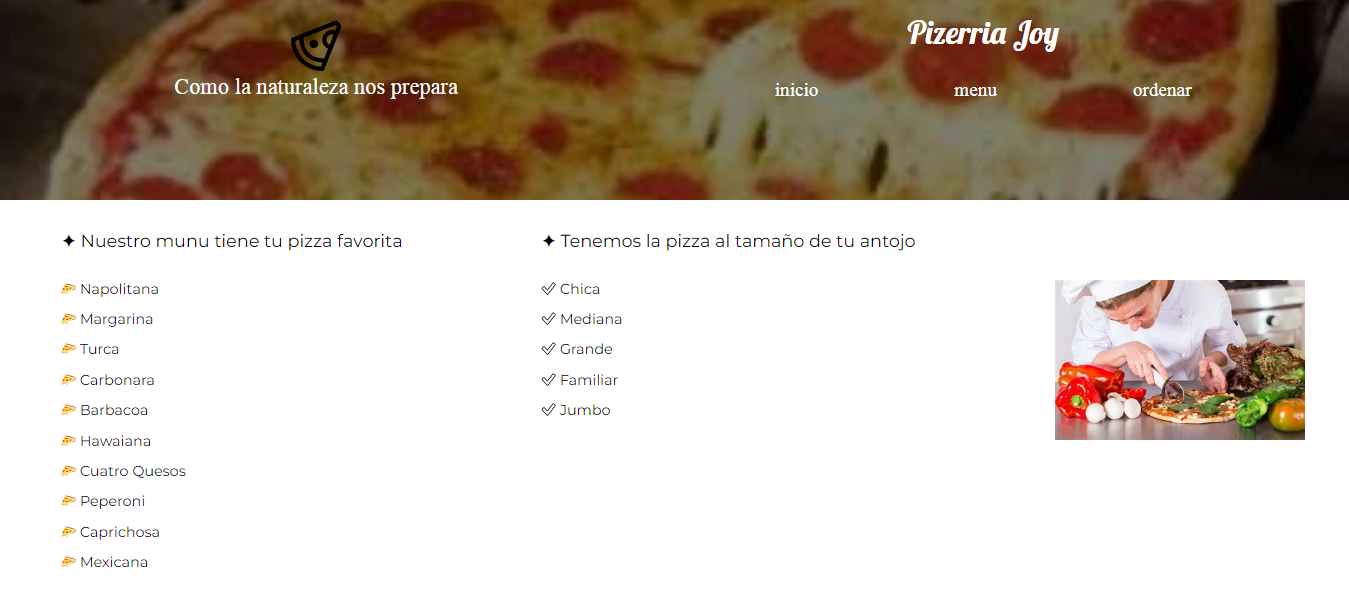 Como la naturaleza nos prepara
Pizerria Joy
inicio menu ordenar
✦ Nuestro munu tiene tu pizza favorita
Napolitana
Margarina
Turca
Carbonara
Barbacoa
Hawaiana
Cuatro Quesos
Peperoni
Caprichosa
Mexicana
✦ Tenemos la pizza al tamaño de tu antojo
Chica
Mediana
Grande
Familiar
Jumbo